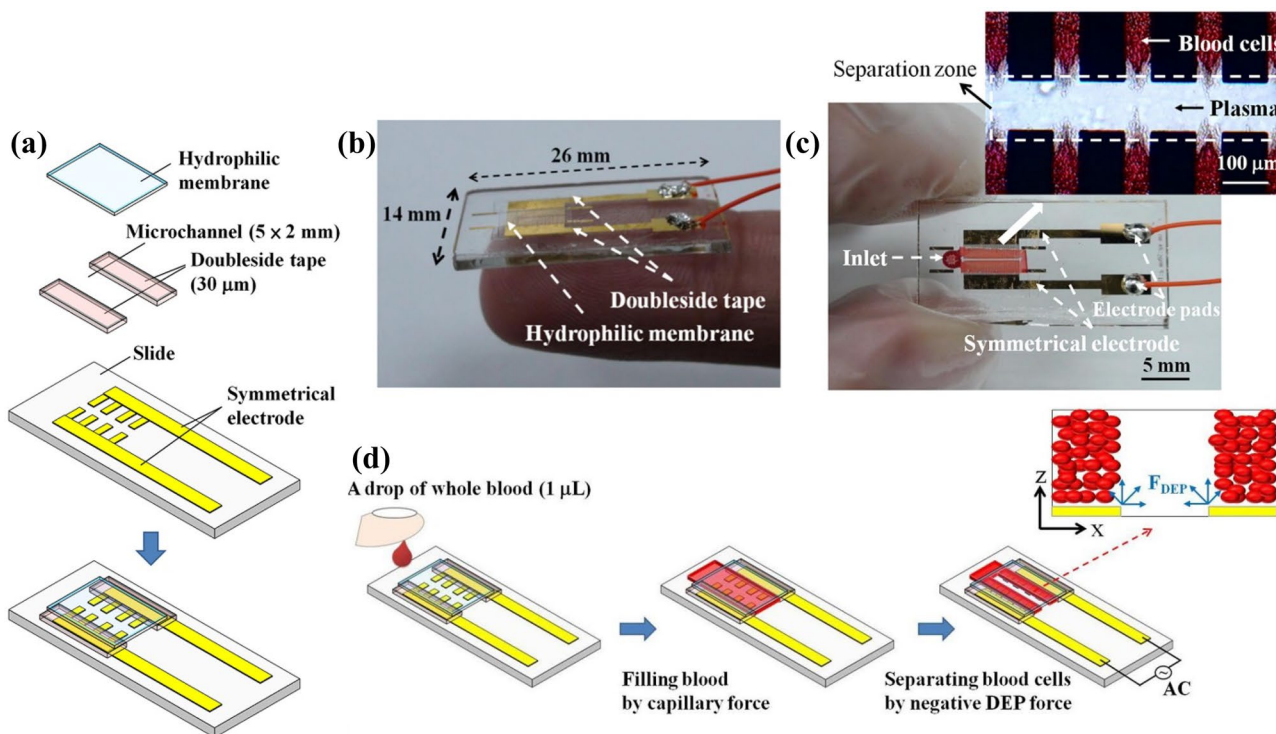 (a)
Hydrophilic
membrane
Microchannel (5 x 2 mm)
Doubleside tape
(30 μm)
Slide
Symmetrical
electrode
(b)
26 mm
14 mm
Doubleside tape
Hydrophilic membrane
(c)
Separation zone
Blood cells
Plasma
100 μm
Inlet
Electrode pads
Symmetrical electrode
5 mm
(d)
A drop of whole blood (1 μL)
Filling blood
by capillary force
Separating blood cells
by negative DEP force
AC
Z
X
FDEP